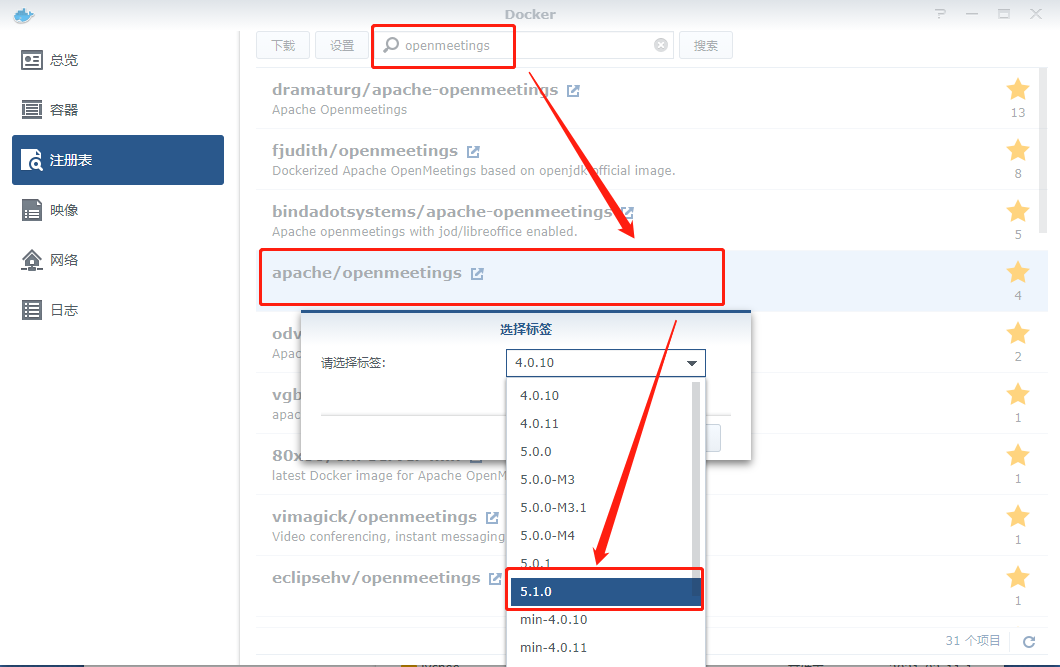 Docker
总览
容器
注册表
映像
网络
日志
下载
设置
openmeetings
搜索
dramaturg/apache-openmeetings
Apache Openmeetings
13
fjudith/openmeetings
Dockerized Apache OpenMeetings based on openjdk official image.
8
bindadotsystems/apache-openmeetings
Apache openmeetings with jod/libreoffice enabled.
5
apache/openmeetings
4
odv
Apac
2
vgb
apac
1
latest Docker image for Apache OpenM
1
vimagick/openmeetings
Video conferencing, instant messaging
1
eclipsehv/openmeetings
1
选择标签
请选择标签:
4.0.10
4.0.10
4.0.11
5.0.0
5.0.0-M3
5.0.0-M3.1
5.0.0-M4
5.0.1
5.1.0
min-4.0.10
min-4.0.11
31 个项目